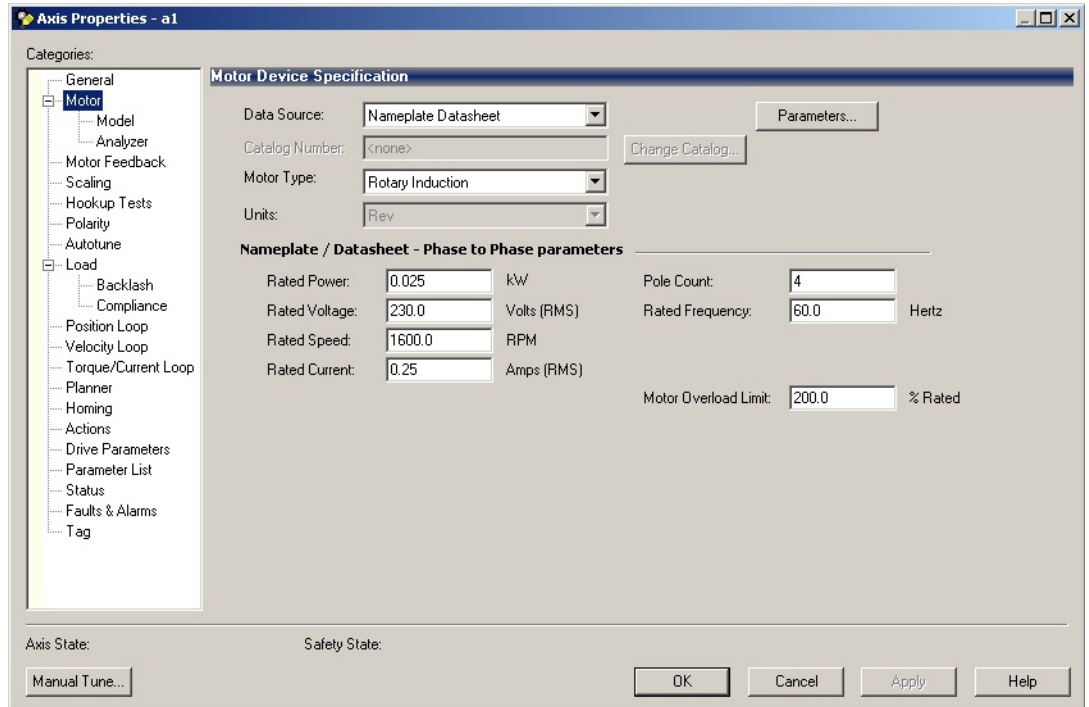 Axis Properties - a1
Categories:
General
Motor
Model
Analyzer
Motor Feedback
Scaling
Hookup Tests
Polarity
Autotune
Load
Backlash
Compliance
Position Loop
Velocity Loop
Torque/Current Loop
Planner
Homing
Actions
Drive Parameters
Parameter List
Status
Faults & Alarms
Tag
Motor Device Specification
Data Source: Nameplate Datasheet Parameters...
Catalog Number: <none> Change Catalog...
Motor Type: Rotary Induction
Units: Rev
Nameplate / Datasheet - Phase to Phase parameters
Rated Power: 0.025 kW Pole Count: 4
Rated Voltage: 230.0 Volts (RMS) Rated Frequency: 60.0 Hertz
Rated Speed: 1600.0 RPM
Rated Current: 0.25 Amps (RMS)
Motor Overload Limit: 200.0 % Rated
Axis State: Safety State:
Manual Tune... OK Cancel Apply Help